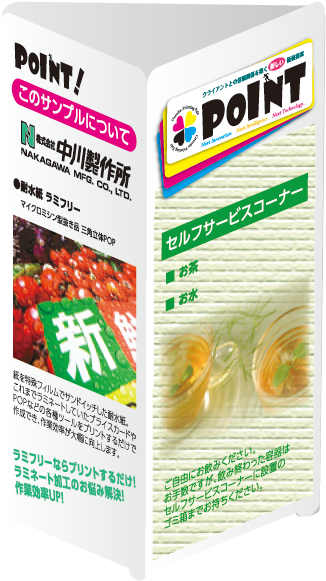 POINT!
このサンプルについて
N 株式会社 中川製作所
NAKAGAWA MFG. CO., LTD.
●耐水紙 ラミフリー
マイクロミシン型抜き品 三角立体POP
新鮮
紙を特殊フィルムでサンドイッチした耐水紙。
これまでラミネートしていたプライスカードや
POPなどの各種ツールをプリントするだけで
作成でき、作業効率が大幅に向上します。
ラミフリーならプリントするだけ!
ラミネート加工のお悩み解決!
作業効率UP!
クライアントとの信頼関係を築く 新しい 販促提案
POINT
Next Innovation Next Intelligence Next Technology.
セルフサービスコーナー
■お茶
■お水
ご自由にお飲みください。
お手数ですが、飲み終わった容器は
セルフサービスコーナーに設置の
ゴミ箱までお持ちください。